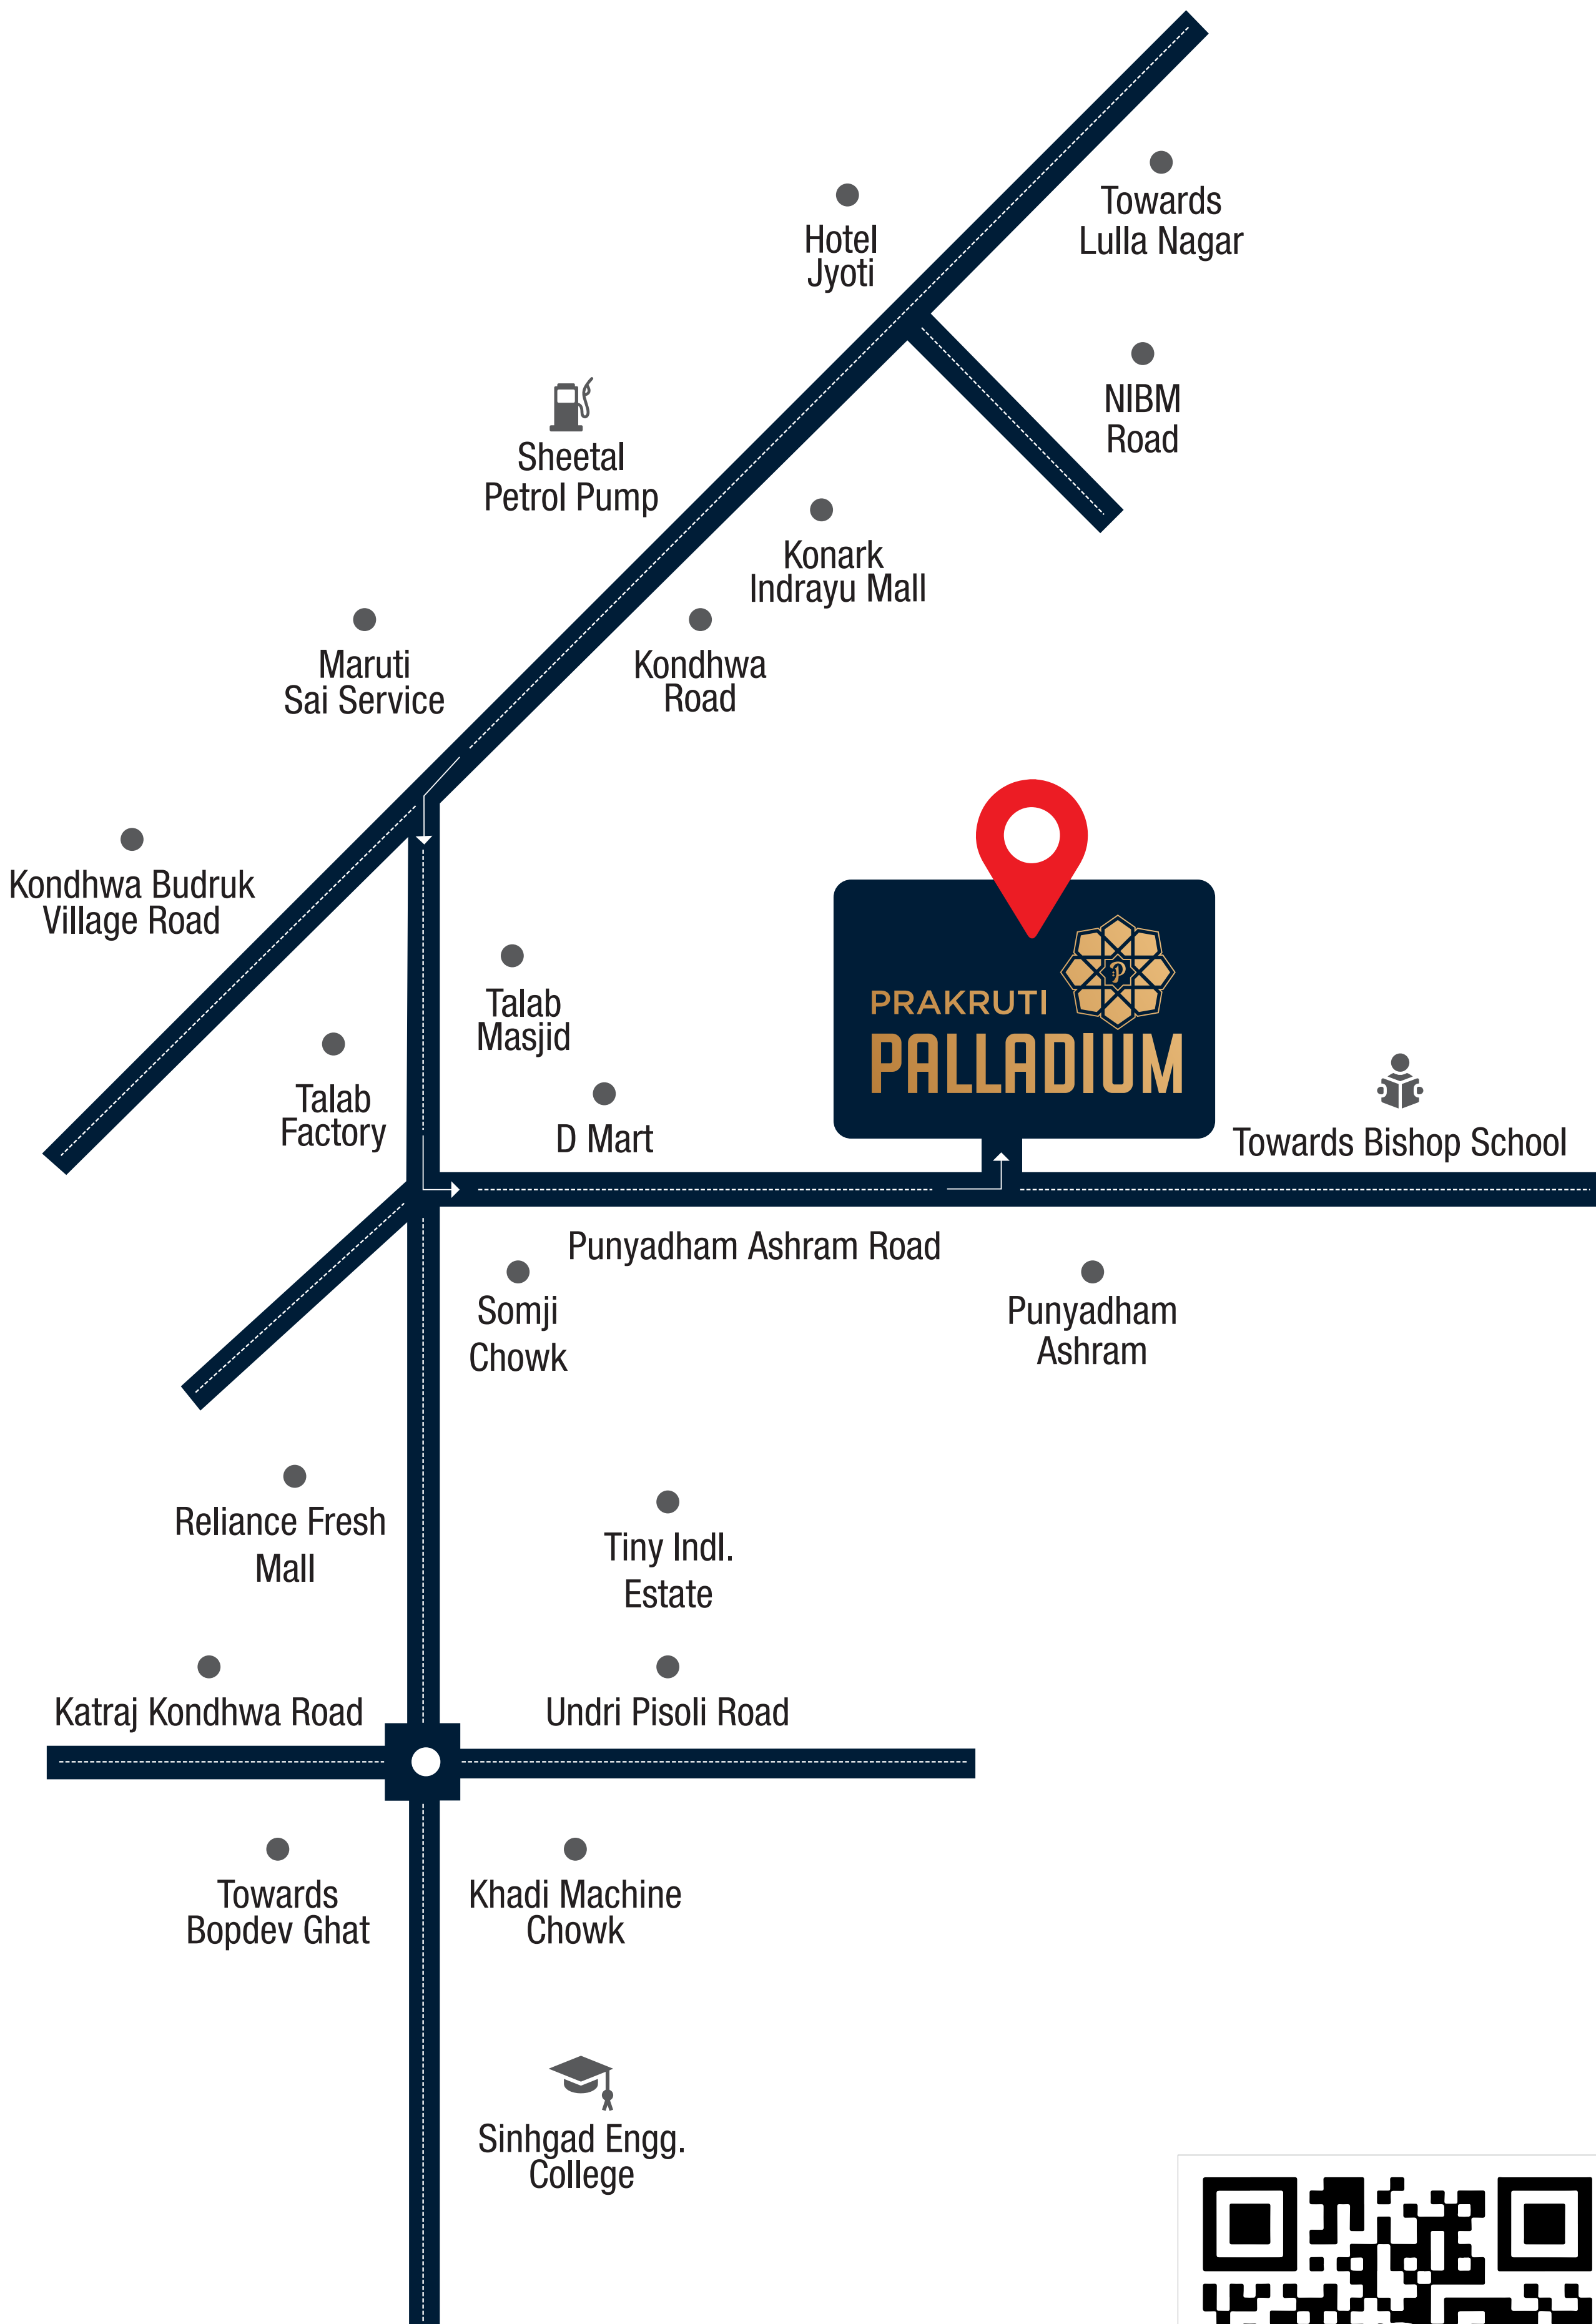 Towards
Lulla Nagar
Hotel
Jyoti
NIBM
Road
Sheetal
Petrol Pump
Konark
Indrayu Mall
Maruti
Sai Service
Kondhwa
Road
Kondhwa Budruk
Village Road
Talab
Masjid
PRAKRUTI
P
PALLADIUM
Talab
Factory
D Mart
Towards Bishop School
Punyadham Ashram Road
Somji
Chowk
Punyadham
Ashram
Reliance Fresh
Mall
Tiny Indl.
Estate
Katraj Kondhwa Road
Undri Pisoli Road
Towards
Bopdev Ghat
Khadi Machine
Chowk
Sinhgad Engg.
College